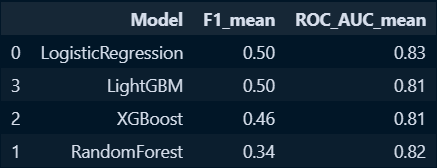 Model F1_mean ROC_AUC_mean
0 LogisticRegression 0.50 0.83
3 LightGBM 0.50 0.81
2 XGBoost 0.46 0.81
1 RandomForest 0.34 0.82